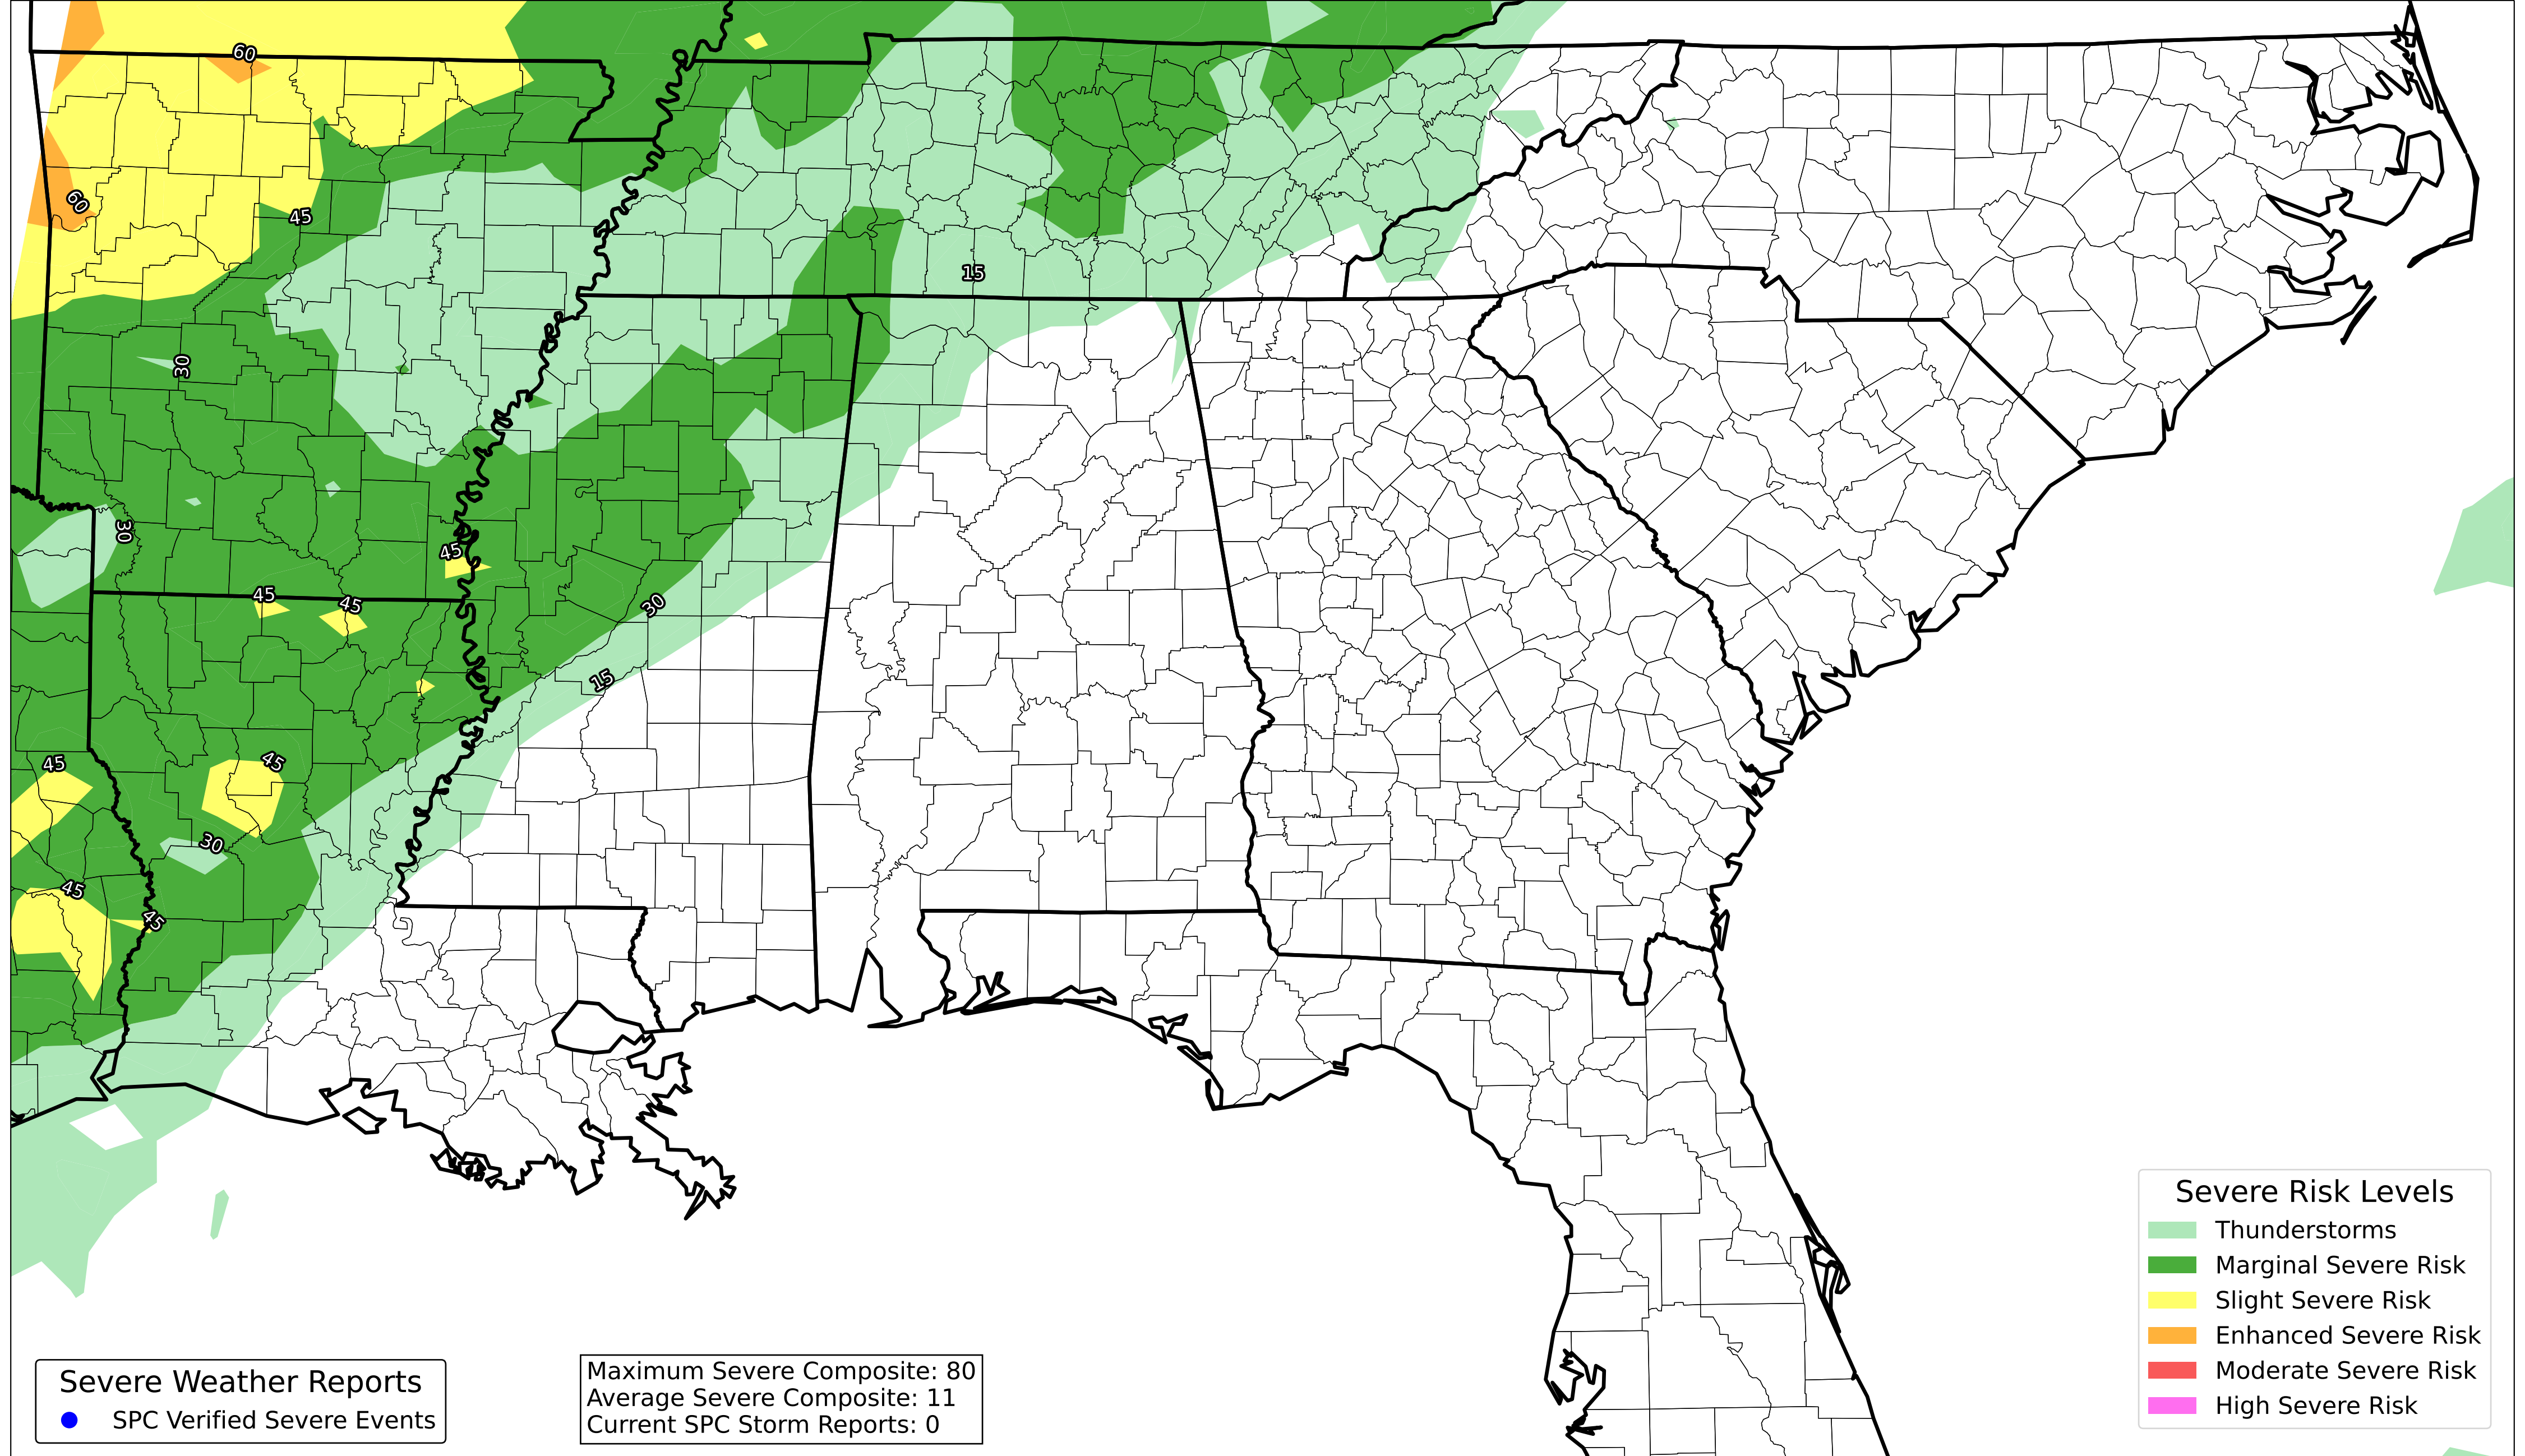 60
60
45
15
30
30
45
45
45
30
15
45
45
30
45
45
Severe Risk Levels
Thunderstorms
Marginal Severe Risk
Slight Severe Risk
Enhanced Severe Risk
Moderate Severe Risk
High Severe Risk
Severe Weather Reports
SPC Verified Severe Events
Maximum Severe Composite: 80
Average Severe Composite: 11
Current SPC Storm Reports: 0